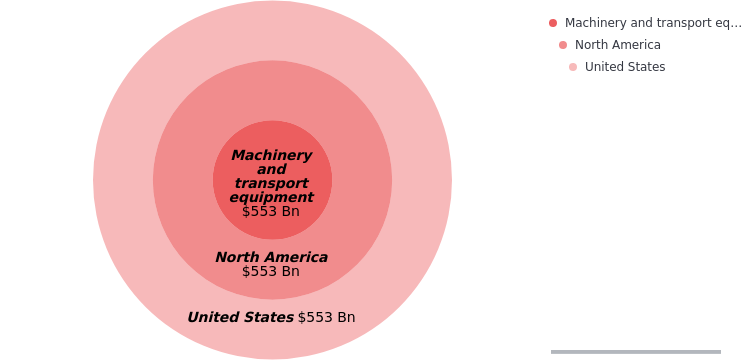 Machinery
and
transport
equipment
$553 Bn
North America
$553 Bn
United States $553 Bn
Machinery and transport eq...
North America
United States